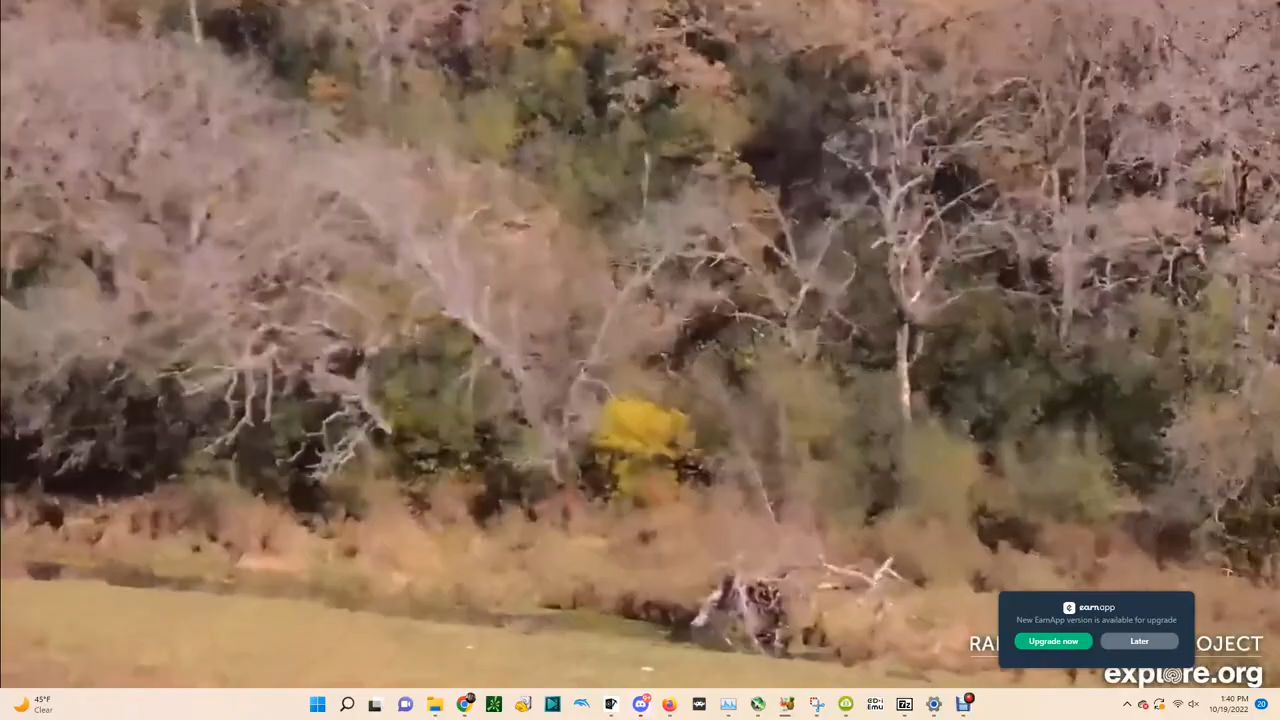 earnapp
New EarnApp version is available for upgrade
Upgrade now
Later
OJECT
explore.org
45°F
Clear
1:40 PM
10/19/2022
20